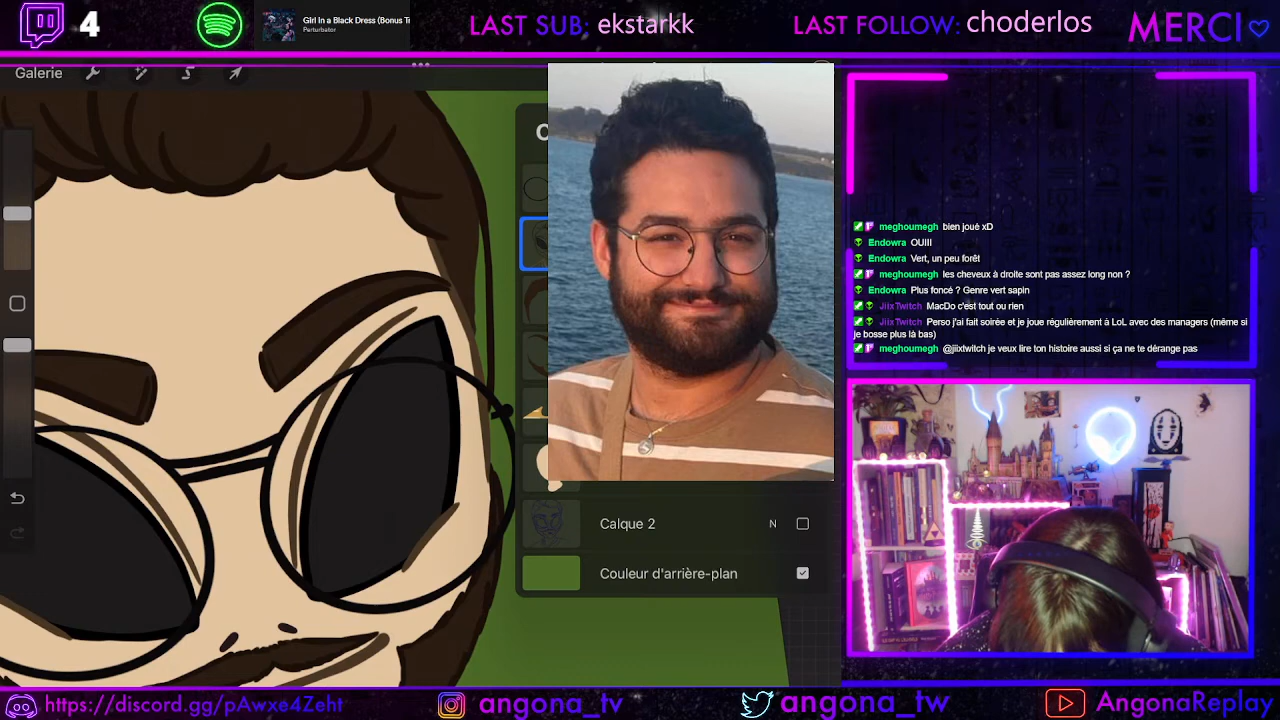 4
Girl In a Black Dress (Bonus Tr
Perturbator
LAST SUB: ekstarkk
LAST FOLLOW: choderlos
MERCI
Galerie
C
meghoumegh bien joué xD
Endowra OUIII
Endowra Vert, un peu forêt
meghoumegh les cheveux à droite sont pas assez long non ?
Endowra Plus foncé ? Genre vert sapin
JiixTwitch MacDo c'est tout ou rien
JiixTwitch Perso j'ai fait soirée et je joue régulièrement à LoL avec des managers (même si
je bosse plus là bas)
meghoumegh @jiixtwitch je veux lire ton histoire aussi si ça ne te dérange pas
Calque 2 N
Couleur d'arrière-plan
https://discord.gg/pAwxe4Zeht
angona_tv
angona_tw
AngonaReplay